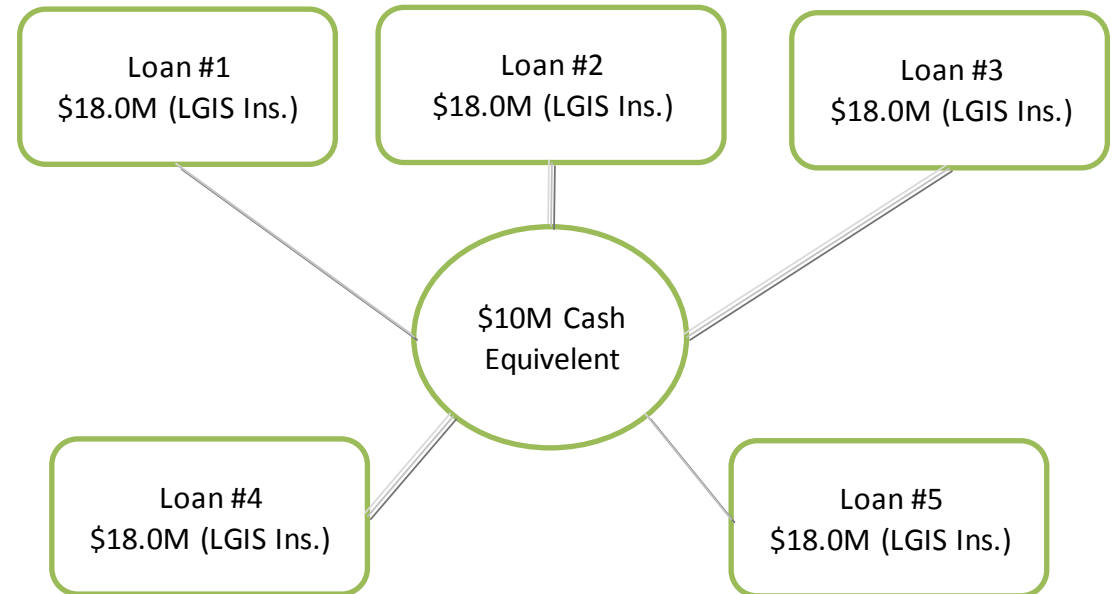 Loan #1
$18.0M (LGIS Ins.)
Loan #2
$18.0M (LGIS Ins.)
Loan #3
$18.0M (LGIS Ins.)
$10M Cash
Equivelent
Loan #4
$18.0M (LGIS Ins.)
Loan #5
$18.0M (LGIS Ins.)